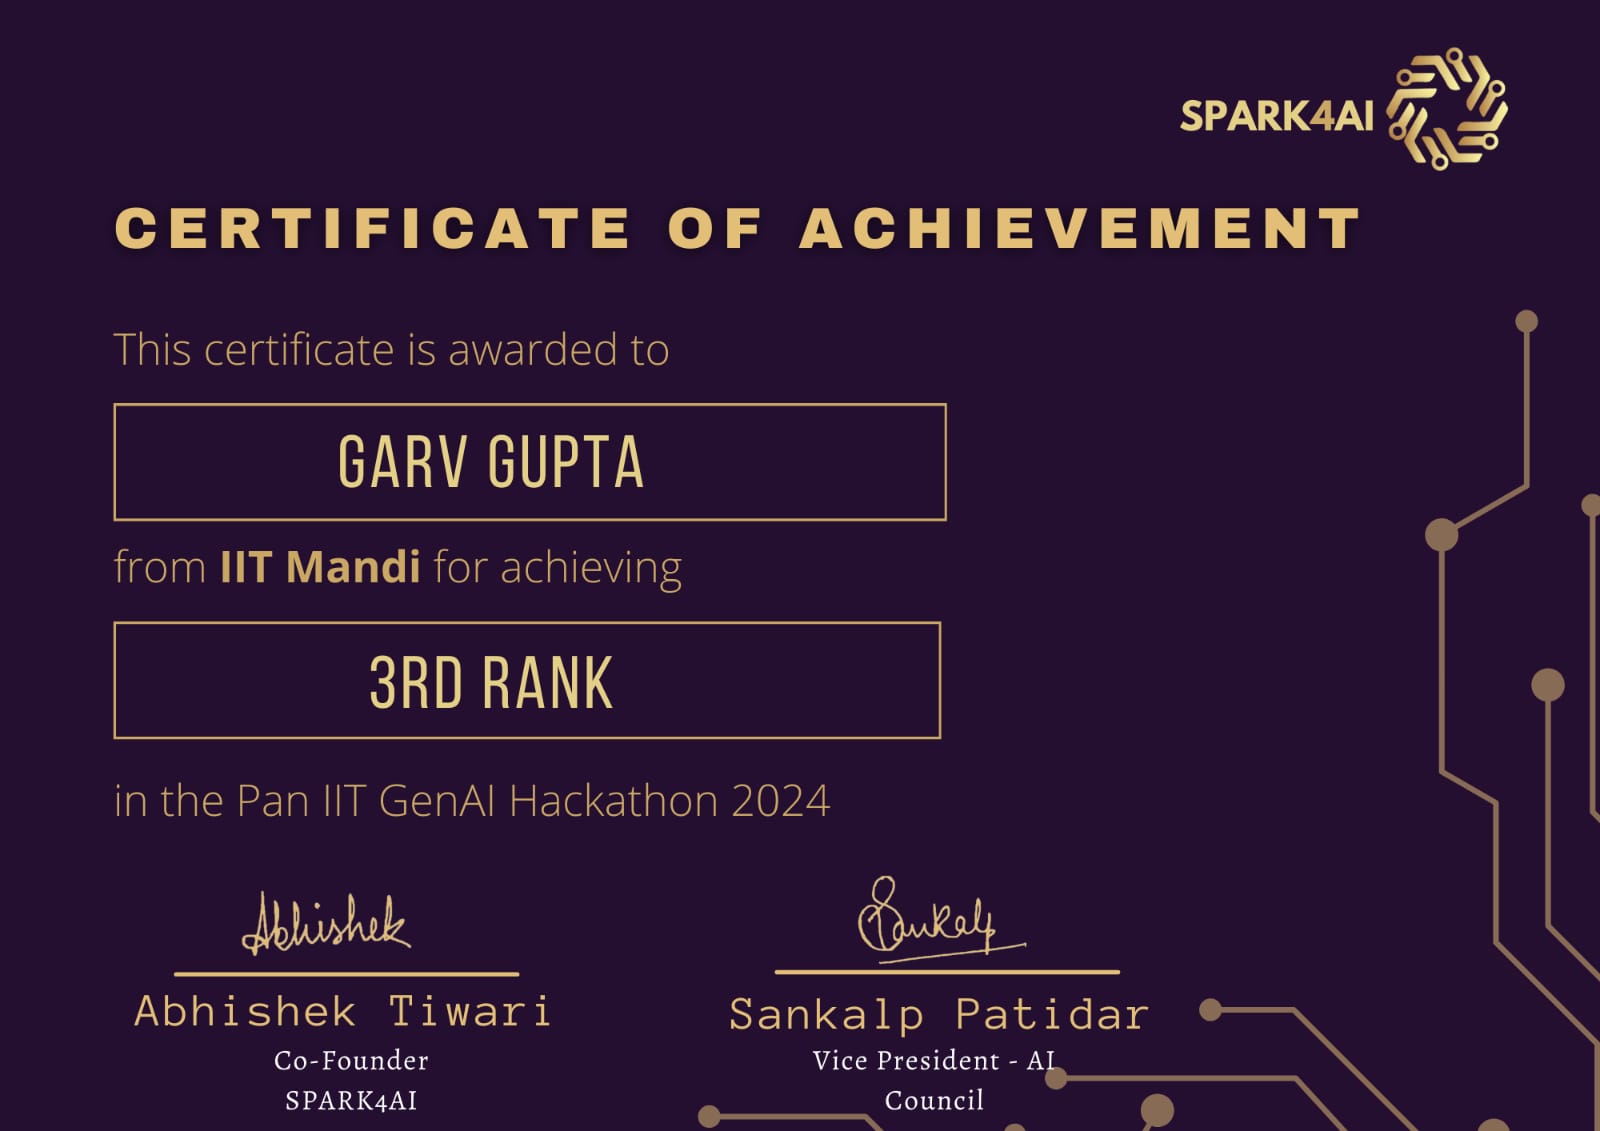 SPARK4AI
CERTIFICATE OF ACHIEVEMENT
This certificate is awarded to
GARV GUPTA
from IIT Mandi for achieving
3RD RANK
in the Pan IIT GenAI Hackathon 2024
Abhishek
Sankalp
Abhishek Tiwari
Sankalp Patidar
Co-Founder
Vice President - AI
SPARK4AI
Council